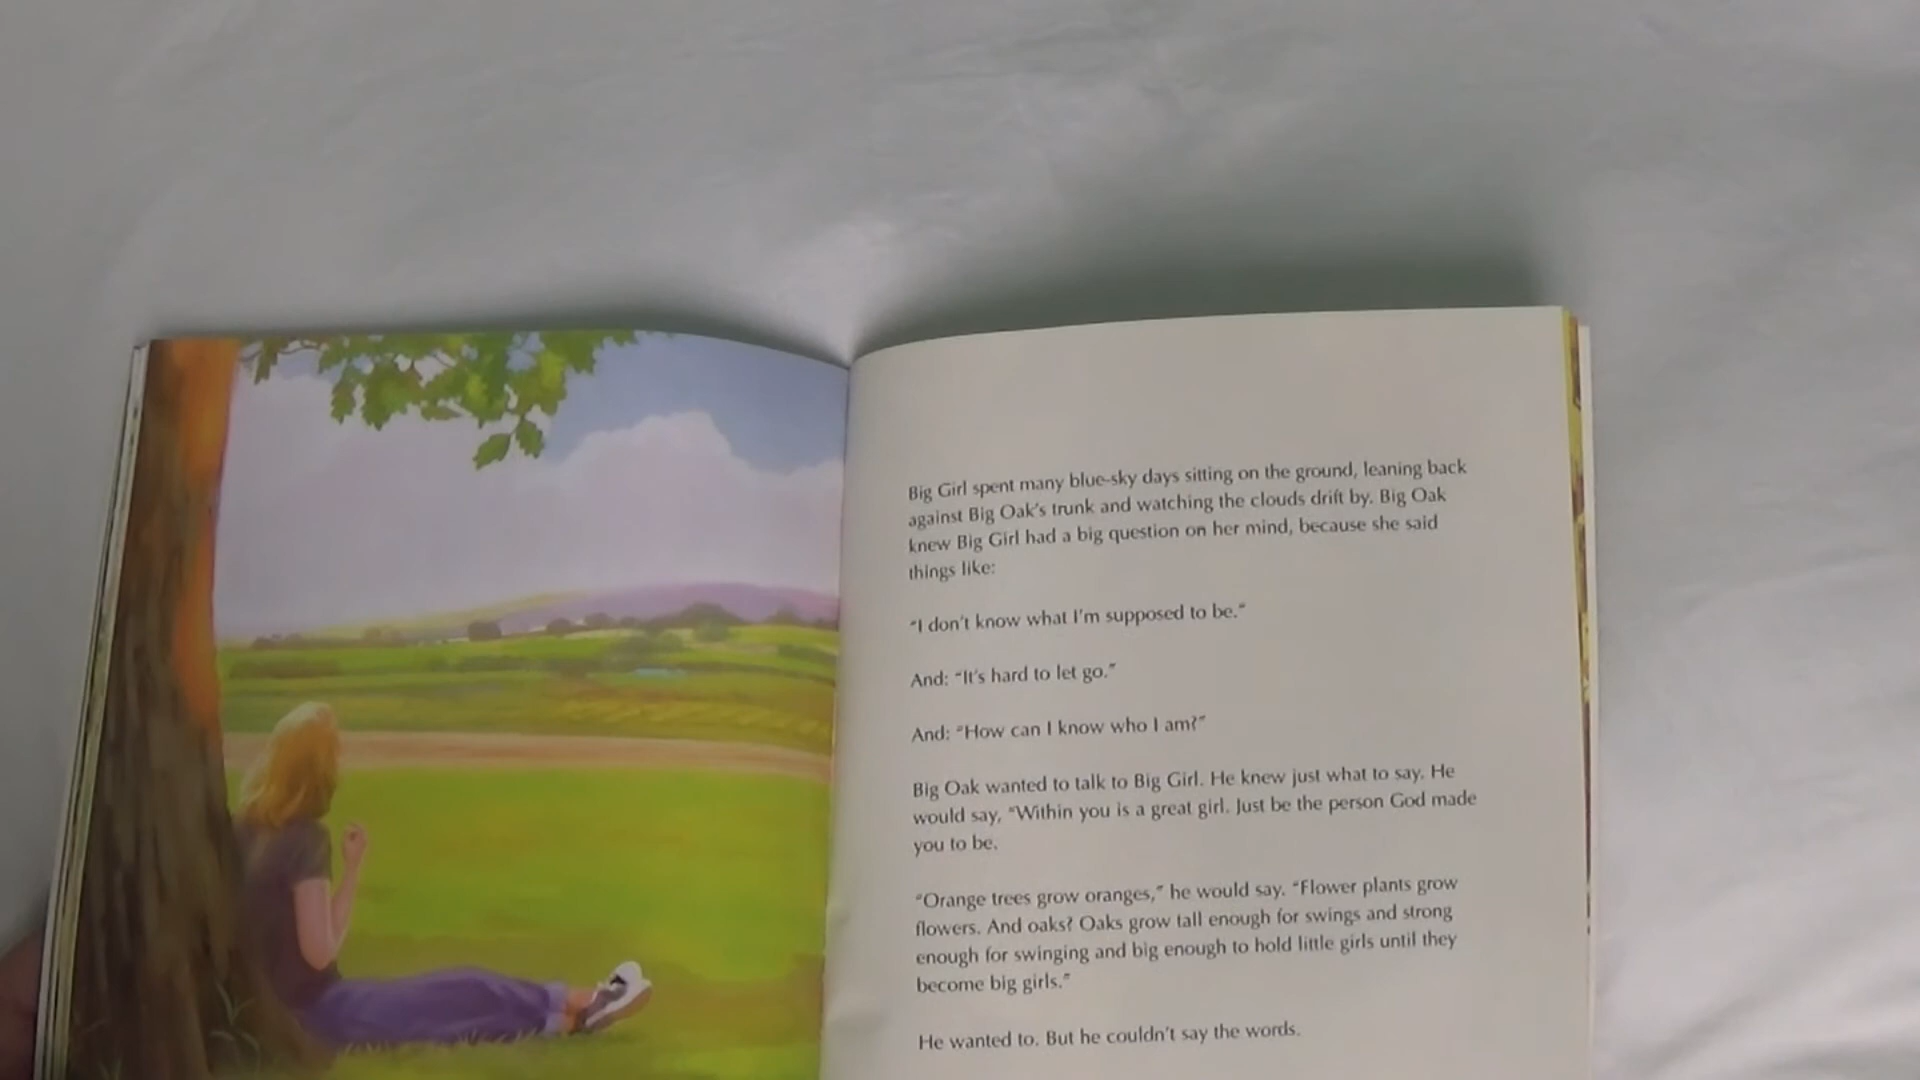 Big Girl spent many blue-sky days sitting on the ground, leaning back
against Big Oak's trunk and watching the clouds drift by. Big Oak
knew Big Girl had a big question on her mind, because she said
things like:
"I don't know what I'm supposed to be."
And: "It's hard to let go."
And: "How can I know who I am?"
Big Oak wanted to talk to Big Girl. He knew just what to say. He
would say, "Within you is a great girl. Just be the person God made
you to be.
"Orange trees grow oranges," he would say. "Flower plants grow
flowers. And oaks? Oaks grow tall enough for swings and strong
enough for swinging and big enough to hold little girls until they
become big girls."
He wanted to. But he couldn't say the words.